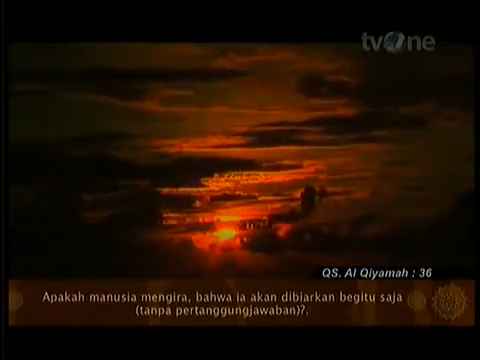 tvOne
QS. Al Qiyamah : 36
Apakah manusia mengira, bahwa ia akan dibiarkan begitu saja
(tanpa pertanggungjawaban)?.